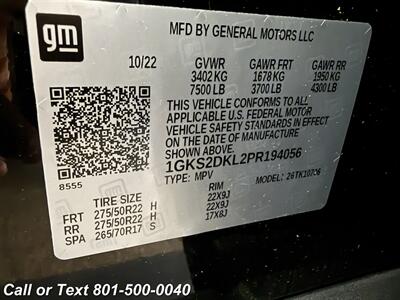 gm
MFD BY GENERAL MOTORS LLC
10/22 GVWR GAWR FRT GAWR RR
3402 KG 1678 KG 1950 KG
7500 LB 3700 LB 4300 LB
THIS VEHICLE CONFORMS TO ALL
APPLICABLE U.S. FEDERAL MOTOR
VEHICLE SAFETY STANDARDS IN EFFECT
ON THE DATE OF MANUFACTURE
SHOWN ABOVE
1GKS2DKL2PR194056
8555 TYPE: MPV MODEL:
TIRE SIZE RIM
FRT 275/50R22 H 22X9J
RR 275/50R22 H 22X9J
SPA 265/70R17 S 17X8J
Call or Text 801-500-0040